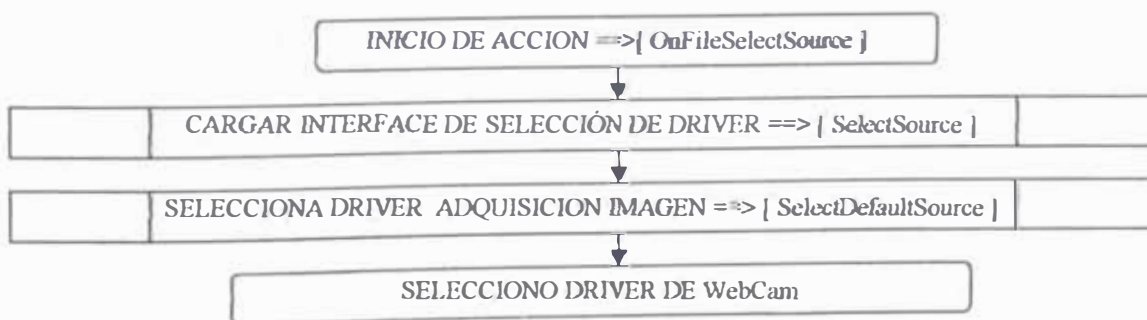 INICIO DE ACCION ==>[ OnFileSelectSource ]
CARGAR INTERFACE DE SELECCIÓN DE DRIVER ==> [ SelectSource ]
SELECCIONA DRIVER ADQUISICION IMAGEN ==> [ SelectDefaultSource ]
SELECCIONO DRIVER DE WebCam